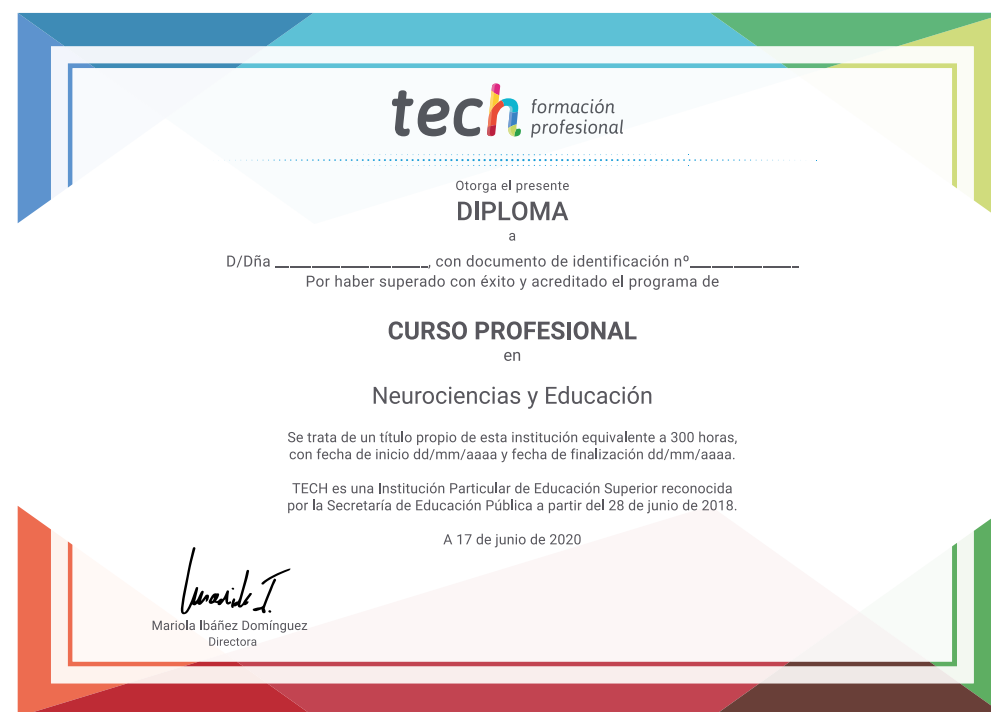 tech formación
profesional
Otorga el presente
DIPLOMA
a
D/Dña ____________________, con documento de identificación nº______________
Por haber superado con éxito y acreditado el programa de
CURSO PROFESIONAL
en
Neurociencias y Educación
Se trata de un título propio de esta institución equivalente a 300 horas,
con fecha de inicio dd/mm/aaaa y fecha de finalización dd/mm/aaaa.
TECH es una Institución Particular de Educación Superior reconocida
por la Secretaría de Educación Pública a partir del 28 de junio de 2018.
A 17 de junio de 2020
Mariola Ibáñez Domínguez
Directora